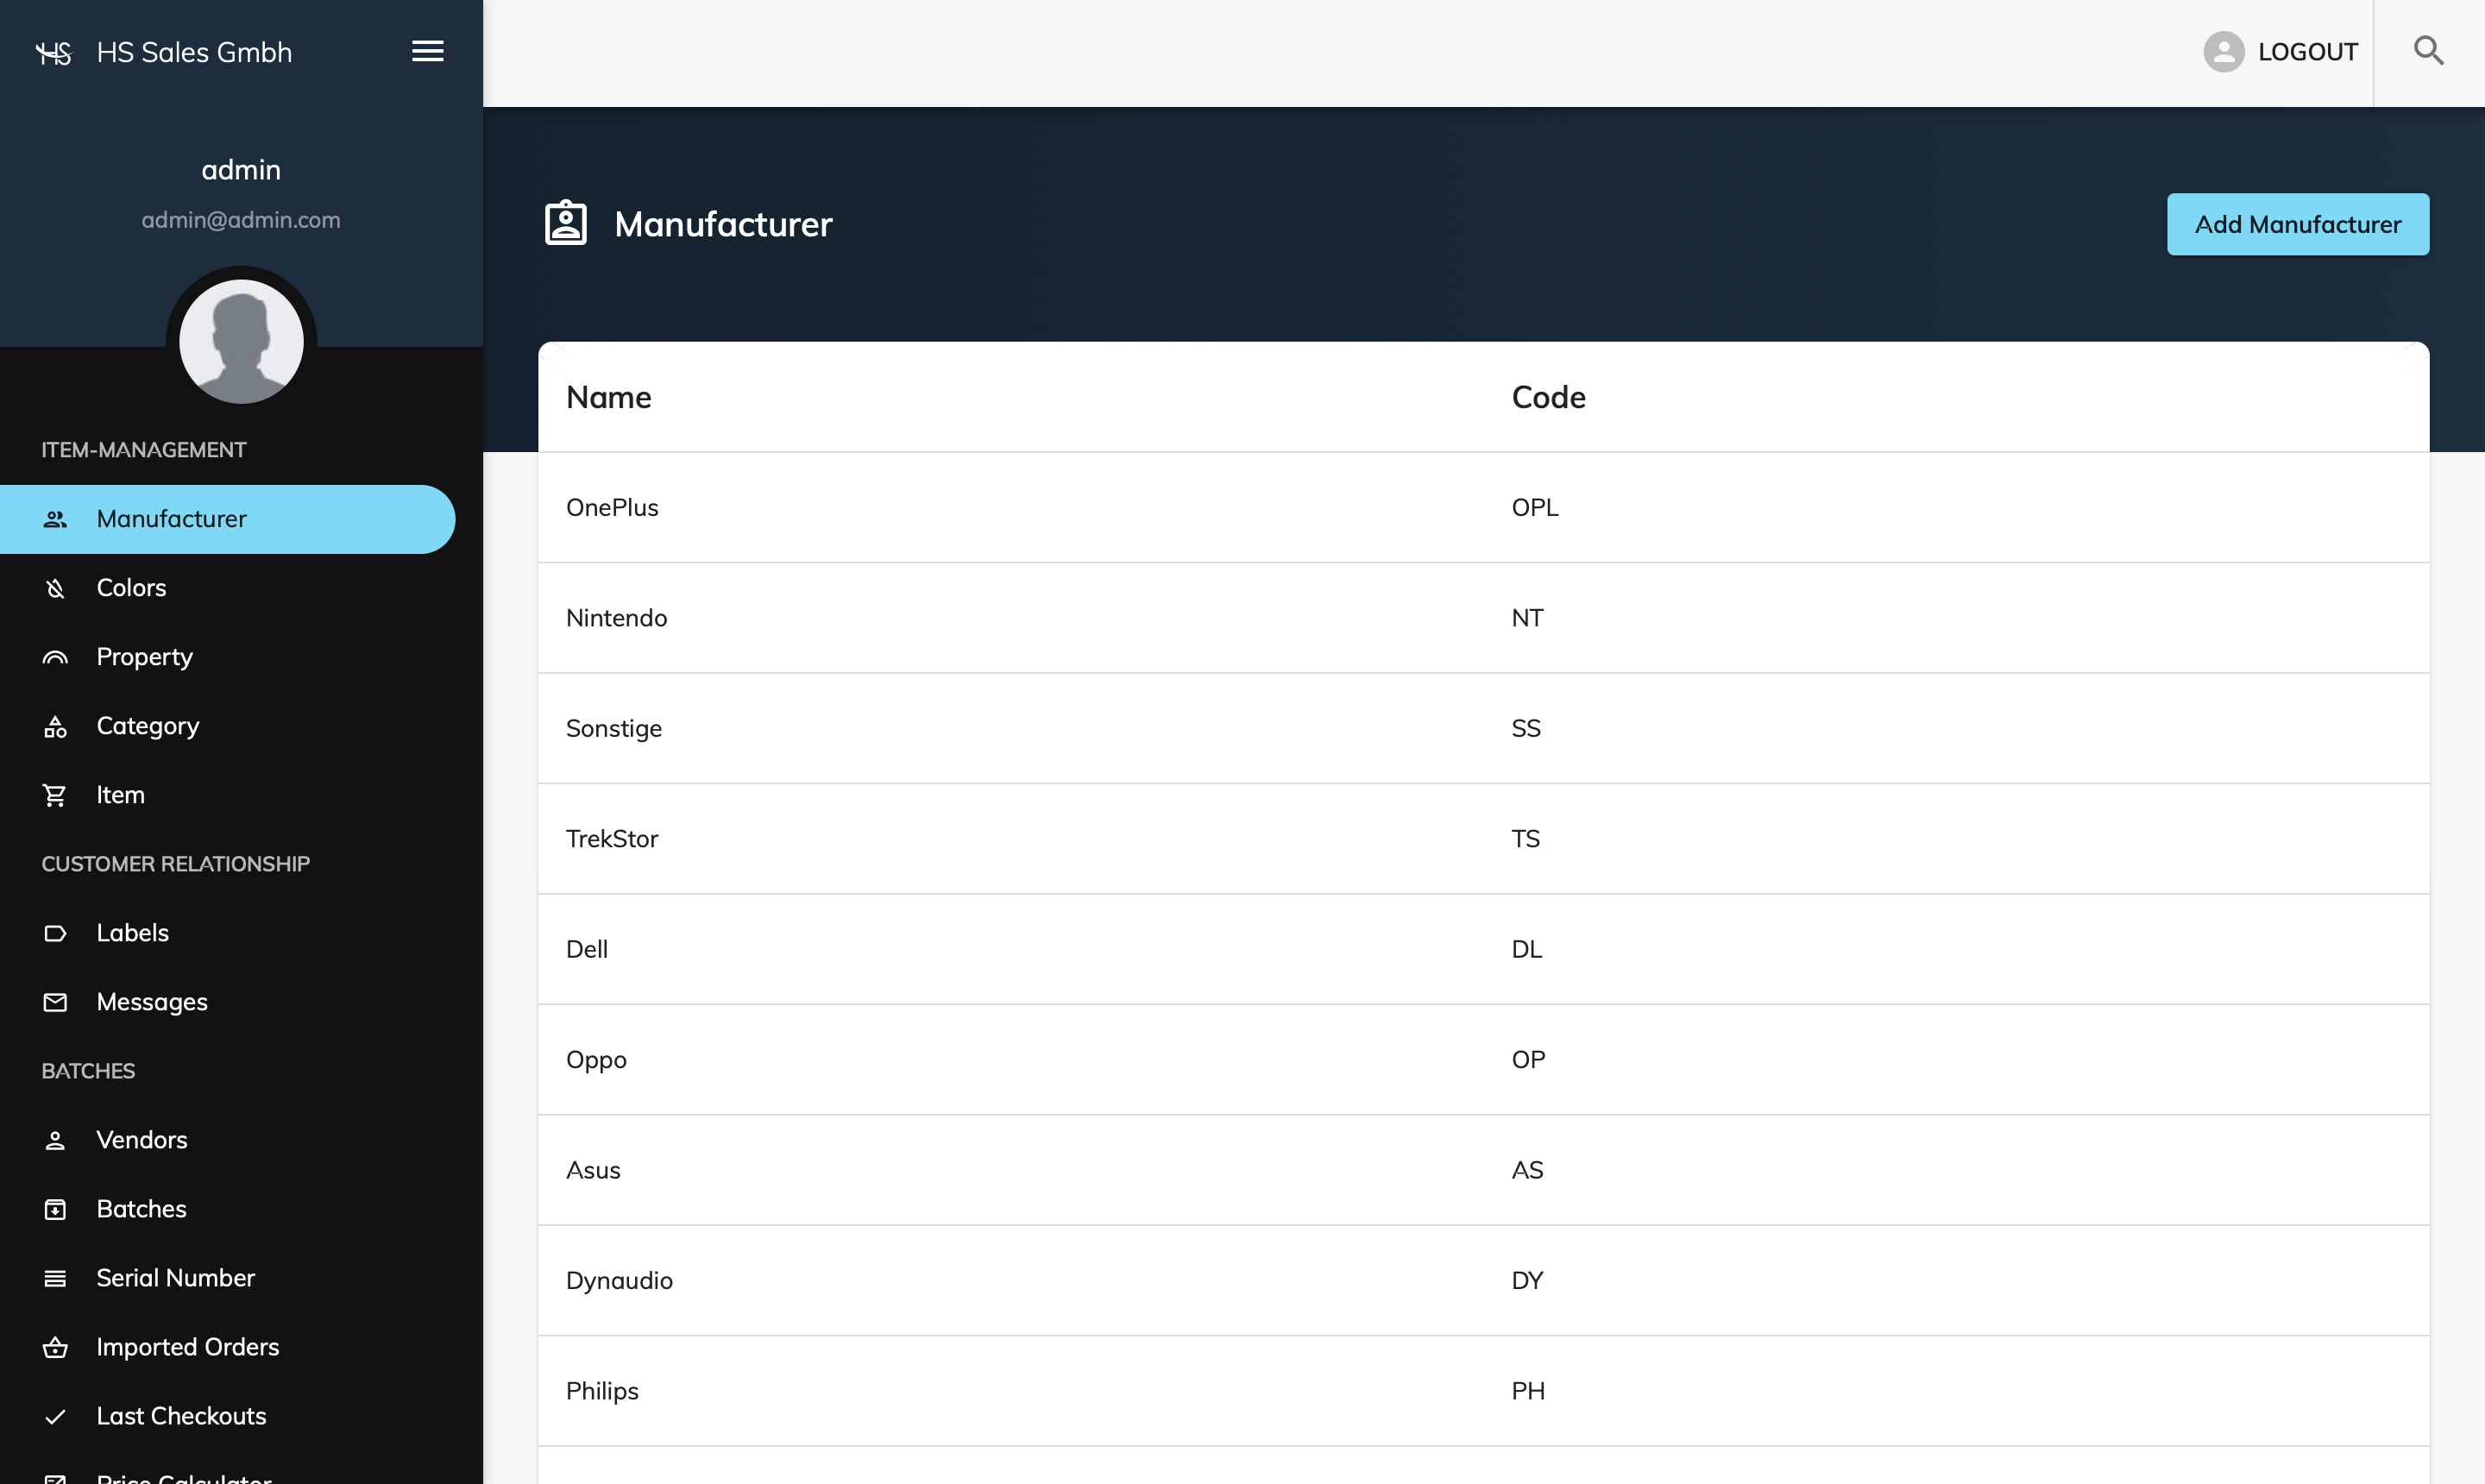 HS HS Sales Gmbh
LOGOUT
admin
admin@admin.com
ITEM-MANAGEMENT
Manufacturer
Colors
Property
Category
Item
CUSTOMER RELATIONSHIP
Labels
Messages
BATCHES
Vendors
Batches
Serial Number
Imported Orders
Last Checkouts
Price Calculator
Manufacturer
Add Manufacturer
Name Code
OnePlus OPL
Nintendo NT
Sonstige SS
TrekStor TS
Dell DL
Oppo OP
Asus AS
Dynaudio DY
Philips PH